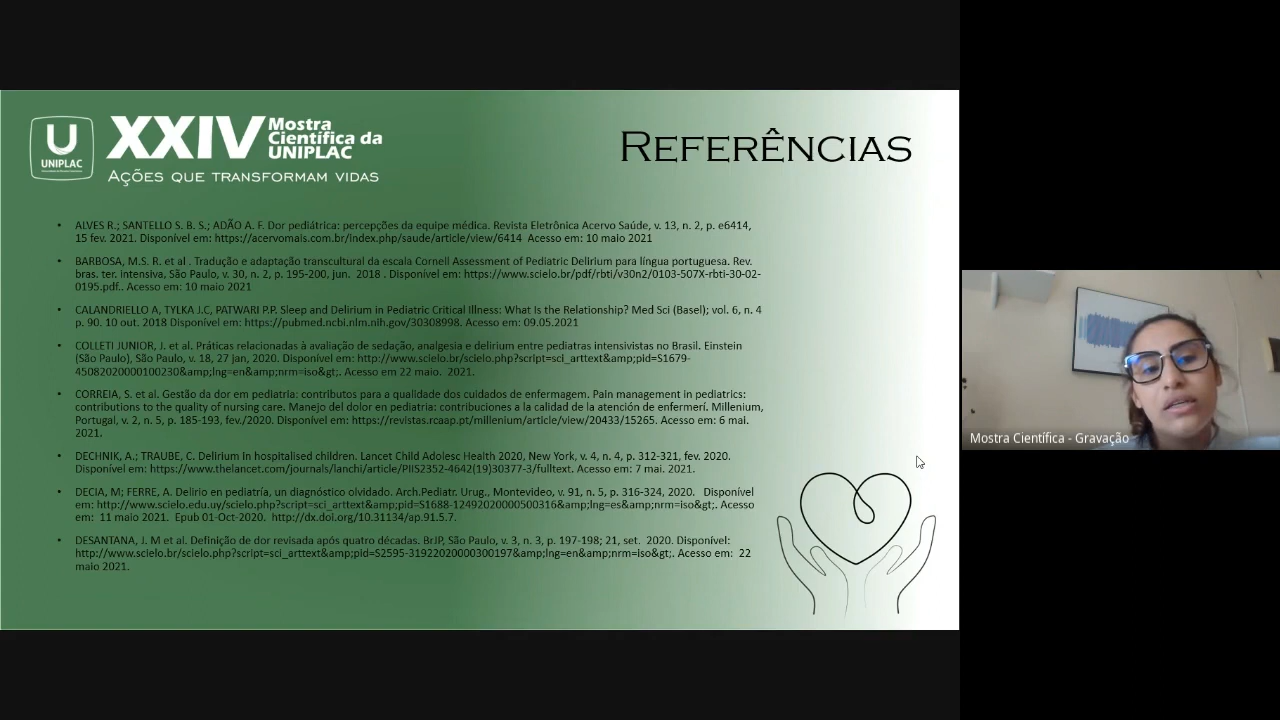 UNIPLAC
XXIV Mostra
Científica da
UNIPLAC
AÇÕES QUE TRANSFORMAM VIDAS
REFERÊNCIAS
• ALVES R.; SANTELLO S. B. S.; ADÃO A. F. Dor pediátrica: percepções da equipe médica. Revista Eletrônica Acervo Saúde, v. 13, n. 2, p. e6414,
15 fev. 2021. Disponível em: https://acervomais.com.br/index.php/saude/article/view/6414 Acesso em: 10 maio 2021
• BARBOSA, M.S. R. et al . Tradução e adaptação transcultural da escala Cornell Assessment of Pediatric Delirium para língua portuguesa. Rev.
bras. ter. intensiva, São Paulo, v. 30, n. 2, p. 195-200, jun. 2018 . Disponível em: https://www.scielo.br/pdf/rbti/v30n2/0103-507X-rbti-30-02-
0195.pdf.. Acesso em: 10 maio 2021
• CALANDRIELLO A, TYLKA J.C, PATWARI P.P. Sleep and Delirium in Pediatric Critical Illness: What Is the Relationship? Med Sci (Basel); vol. 6, n. 4
p. 90. 10 out. 2018 Disponível em: https://pubmed.ncbi.nlm.nih.gov/30308998. Acesso em: 09.05.2021
• COLLETI JUNIOR, J. et al. Práticas relacionadas à avaliação de sedação, analgesia e delirium entre pediatras intensivistas no Brasil. Einstein
(São Paulo), São Paulo, v. 18, 27 jan, 2020. Disponível em: http://www.scielo.br/scielo.php?script=sci_arttext&amp;pid=S1679-
45082020000100230&amp;lng=en&amp;nrm=iso&gt;. Acesso em 22 maio. 2021.
• CORREIA, S. et al. Gestão da dor em pediatria: contributos para a qualidade dos cuidados de enfermagem. Pain management in pediatrics:
contributions to the quality of nursing care. Manejo del dolor en pediatria: contribuciones a la calidad de la atención de enfermerí. Millenium,
Portugal, v. 2, n. 5, p. 185-193, fev./2020. Disponível em: https://revistas.rcaap.pt/millenium/article/view/20433/15265. Acesso em: 6 mai.
2021.
• DECHNIK, A.; TRAUBE, C. Delirium in hospitalised children. Lancet Child Adolesc Health 2020, New York, v. 4, n. 4, p. 312-321, fev. 2020.
Disponível em: https://www.thelancet.com/journals/lanchi/article/PIIS2352-4642(19)30377-3/fulltext. Acesso em: 7 mai. 2021.
• DECIA, M; FERRE, A. Delirio en pediatría, un diagnóstico olvidado. Arch.Pediatr. Urug., Montevideo, v. 91, n. 5, p. 316-324, 2020. Disponível
em: http://www.scielo.edu.uy/scielo.php?script=sci_arttext&amp;pid=S1688-12492020000500316&amp;lng=es&amp;nrm=iso&gt;. Acesso
em: 11 maio 2021. Epub 01-Oct-2020. http://dx.doi.org/10.31134/ap.91.5.7.
• DESANTANA, J. M et al. Definição de dor revisada após quatro décadas. BrJP, São Paulo, v. 3, n. 3, p. 197-198; 21, set. 2020. Disponível:
http://www.scielo.br/scielo.php?script=sci_arttext&amp;pid=S2595-31922020000300197&amp;lng=en&amp;nrm=iso&gt;. Acesso em: 22
maio 2021.
Mostra Científica - Gravação